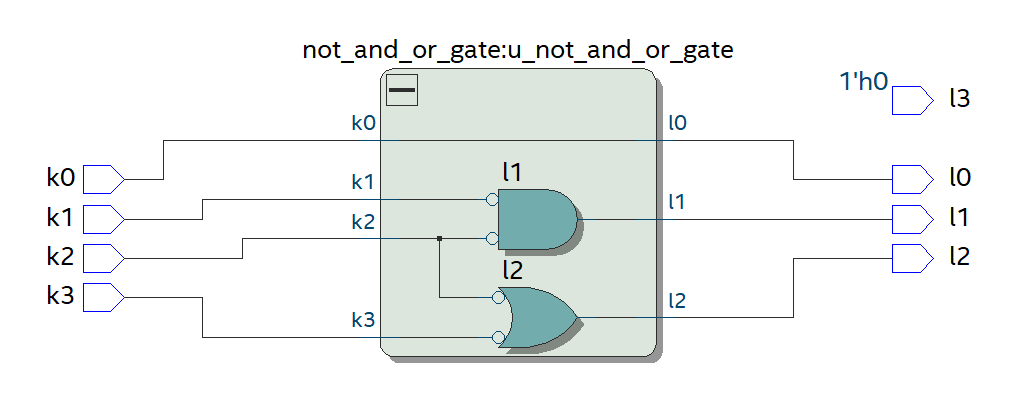 not_and_or_gate:u_not_and_or_gate
1'h0
l3
k0
l0
k0
l0
k1
l1
k1
l1
l1
k2
k2
l2
l2
k3
l2
k3